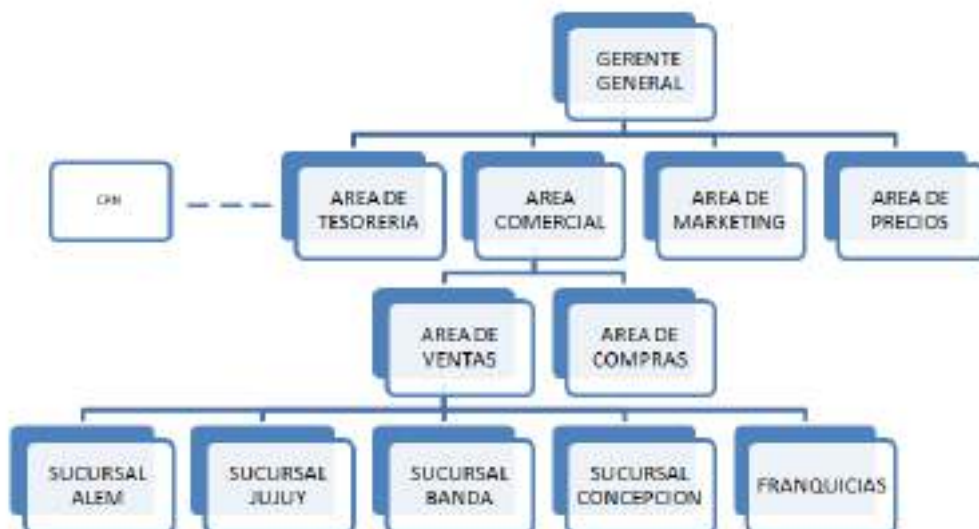 GERENTE
GENERAL
CPN
AREA DE
TESORERIA
AREA
COMERCIAL
AREA DE
MARKETING
AREA DE
PRECIOS
AREA DE
VENTAS
AREA DE
COMPRAS
SUCURSAL
ALEM
SUCURSAL
JUJUY
SUCURSAL
BANDA
SUCURSAL
CONCEPCION
FRANQUICIAS